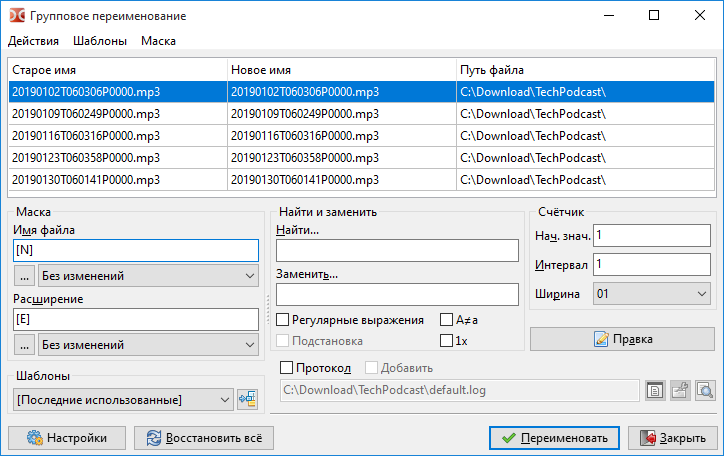 Групповое переименование
Действия Шаблоны Маска
Старое имя Новое имя Путь файла
20190102T060306P0000.mp3 20190102T060306P0000.mp3 C:\Download\TechPodcast\
20190109T060249P0000.mp3 20190109T060249P0000.mp3 C:\Download\TechPodcast\
20190116T060316P0000.mp3 20190116T060316P0000.mp3 C:\Download\TechPodcast\
20190123T060358P0000.mp3 20190123T060358P0000.mp3 C:\Download\TechPodcast\
20190130T060141P0000.mp3 20190130T060141P0000.mp3 C:\Download\TechPodcast\
Маска
Имя файла
[N]
... Без изменений
Расширение
[E]
... Без изменений
Шаблоны
[Последние использованные]
Найти и заменить
Найти...
Заменить...
Регулярные выражения A≠a
Подстановка 1x
Счётчик
Нач. знач. 1
Интервал 1
Ширина 01
Правка
Протокол Добавить
C:\Download\TechPodcast\default.log
Настройки Восстановить всё Переименовать Закрыть